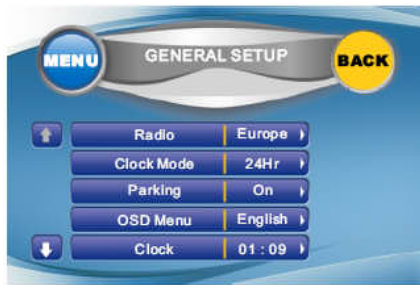 MENU
GENERAL SETUP
BACK
Radio Europe
Clock Mode 24Hr
Parking On
OSD Menu English
Clock 01 : 09